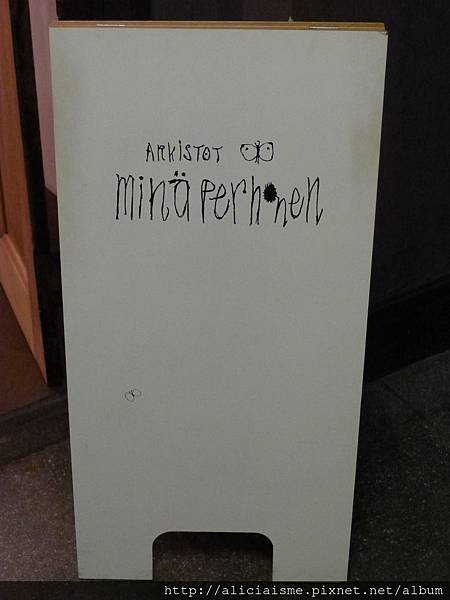 ARKISTOT
minä perhonen
http://aliciaisme.pixnet.net/album